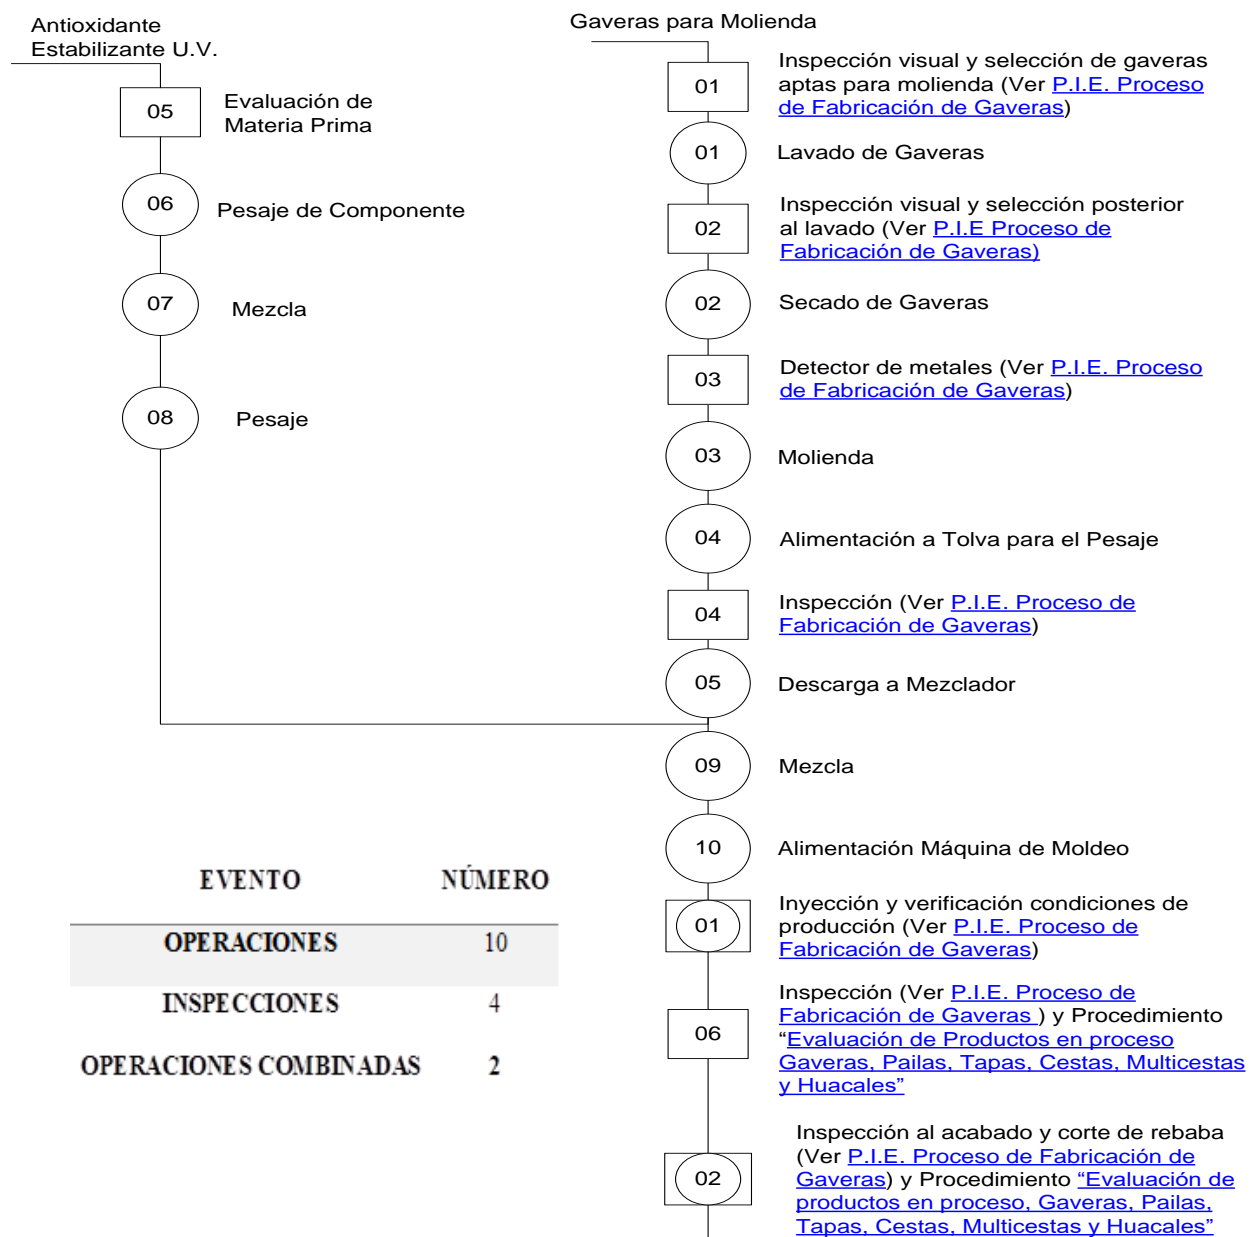 Antioxidante
Estabilizante U.V.
05
Evaluación de
Materia Prima
06
Pesaje de Componente
07
Mezcla
08
Pesaje
Gaveras para Molienda
01
Inspección visual y selección de gaveras
aptas para molienda (Ver P.I.E. Proceso
de Fabricación de Gaveras)
01
Lavado de Gaveras
02
Inspección visual y selección posterior
al lavado (Ver P.I.E Proceso de
Fabricación de Gaveras)
02
Secado de Gaveras
03
Detector de metales (Ver P.I.E. Proceso
de Fabricación de Gaveras)
03
Molienda
04
Alimentación a Tolva para el Pesaje
04
Inspección (Ver P.I.E. Proceso de
Fabricación de Gaveras)
05
Descarga a Mezclador
09
Mezcla
10
Alimentación Máquina de Moldeo
01
Inyección y verificación condiciones de
producción (Ver P.I.E. Proceso de
Fabricación de Gaveras)
06
Inspección (Ver P.I.E. Proceso de
Fabricación de Gaveras ) y Procedimiento
“Evaluación de Productos en proceso
Gaveras, Pailas, Tapas, Cestas, Multicestas
y Huacales”
02
Inspección al acabado y corte de rebaba
(Ver P.I.E. Proceso de Fabricación de
Gaveras) y Procedimiento “Evaluación de
productos en proceso, Gaveras, Pailas,
Tapas, Cestas, Multicestas y Huacales”
EVENTO NÚMERO
OPERACIONES 10
INSPECCIONES 4
OPERACIONES COMBINADAS 2